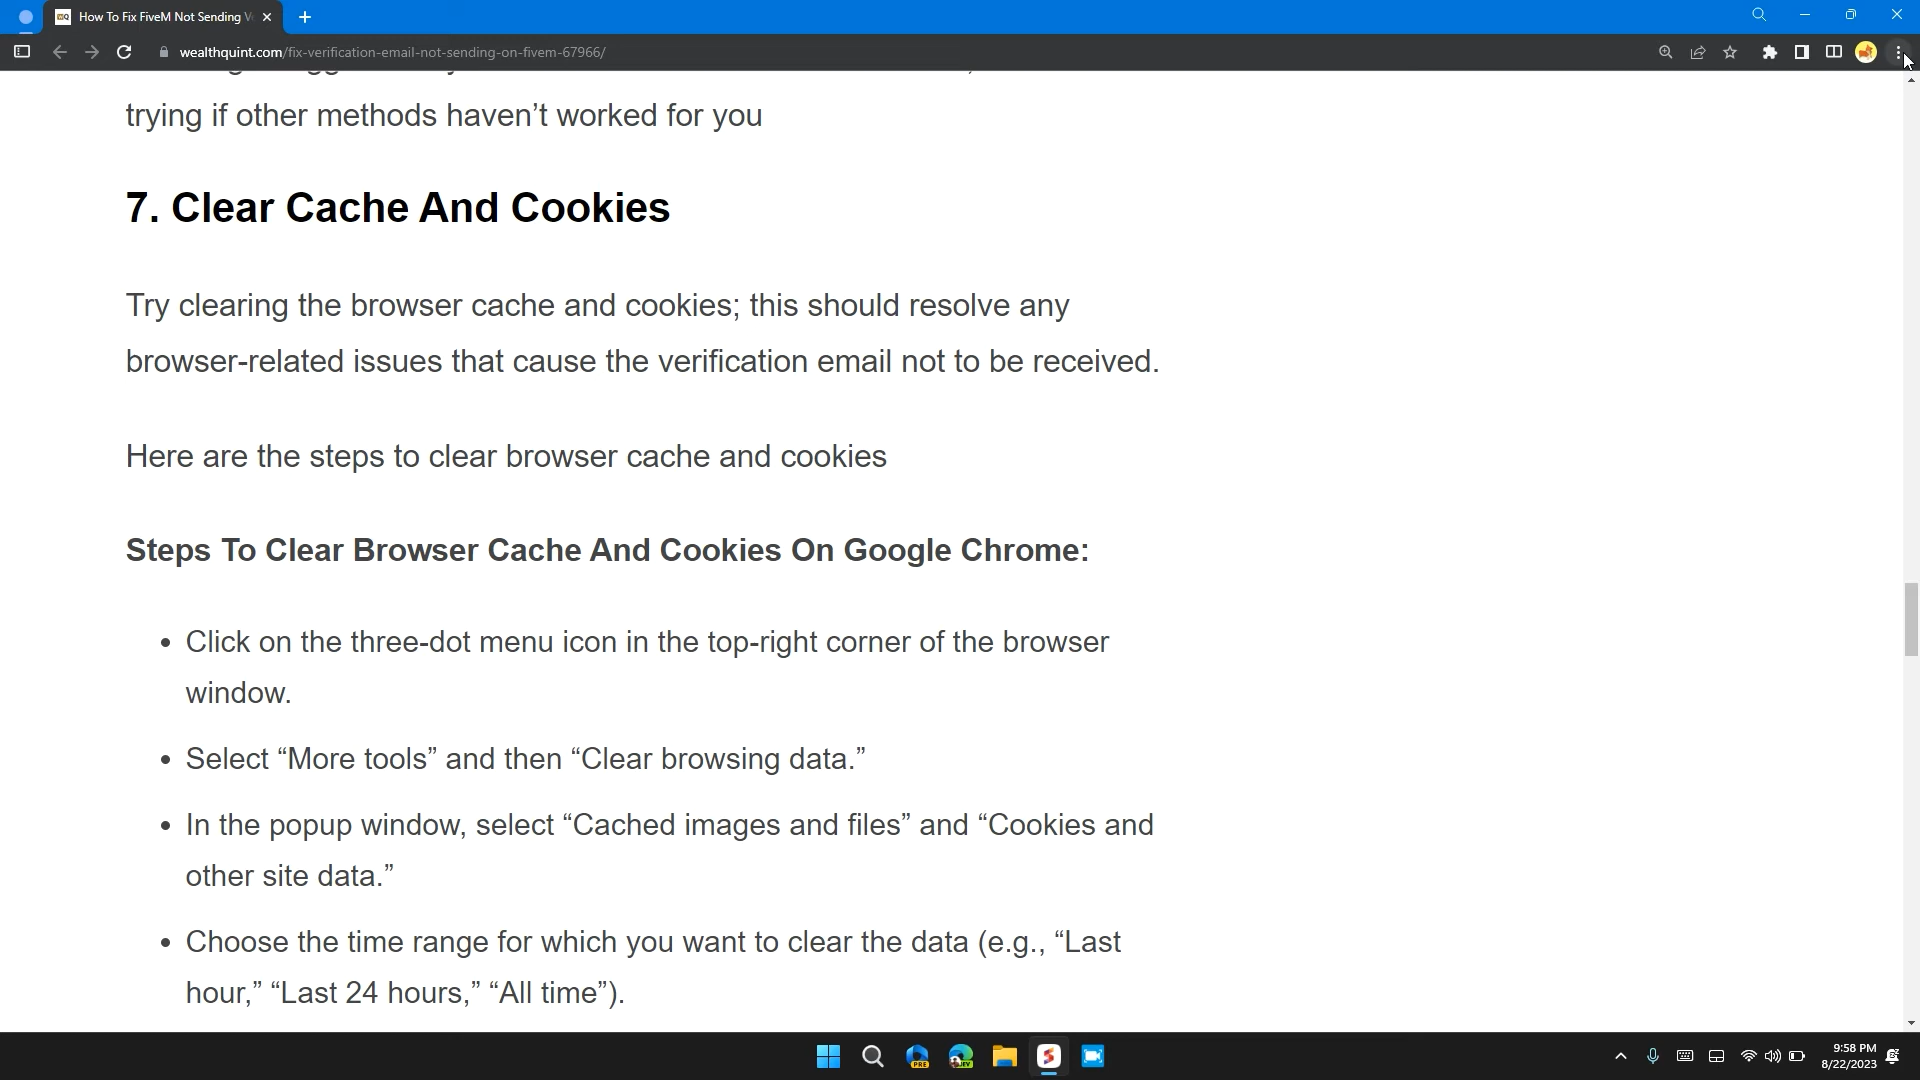 How To Fix FiveM Not Sending V
wealthquint.com/fix-verification-email-not-sending-on-fivem-67966/
trying if other methods haven’t worked for you
7. Clear Cache And Cookies
Try clearing the browser cache and cookies; this should resolve any
browser-related issues that cause the verification email not to be received.
Here are the steps to clear browser cache and cookies
Steps To Clear Browser Cache And Cookies On Google Chrome:
• Click on the three-dot menu icon in the top-right corner of the browser
window.
• Select “More tools” and then “Clear browsing data.”
• In the popup window, select “Cached images and files” and “Cookies and
other site data.”
• Choose the time range for which you want to clear the data (e.g., “Last
hour,” “Last 24 hours,” “All time”).
PRE
9:58 PM
8/22/2023